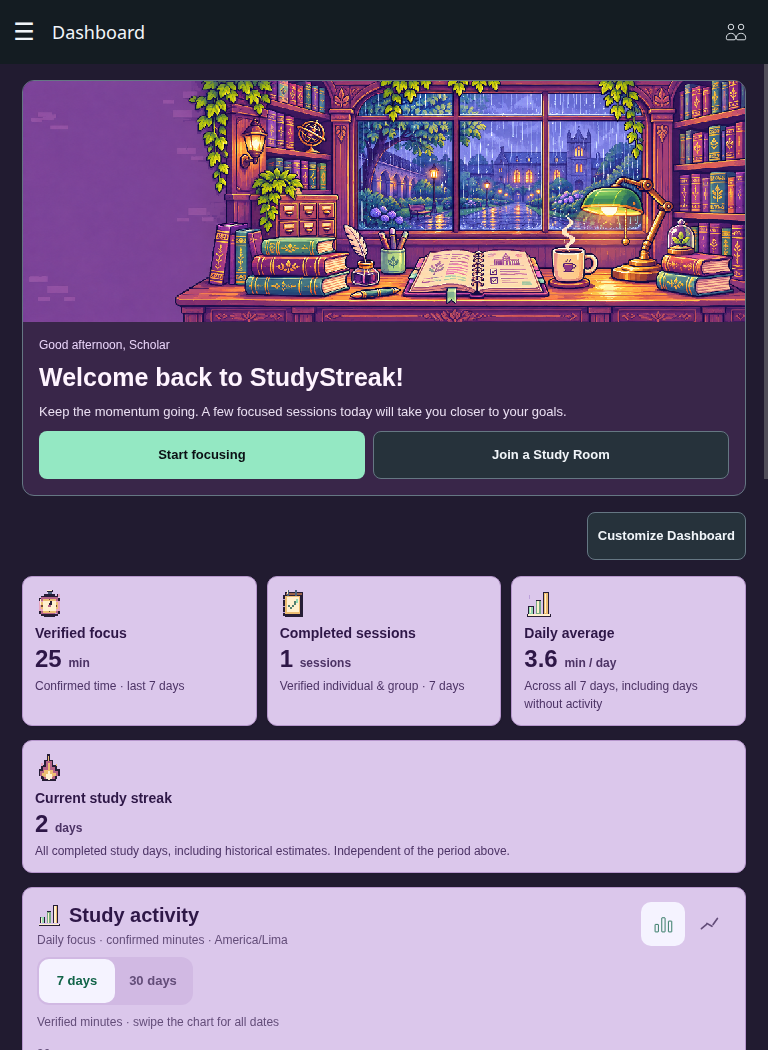 Dashboard
Good afternoon, Scholar
Welcome back to StudyStreak!
Keep the momentum going. A few focused sessions today will take you closer to your goals.
Start focusing
Join a Study Room
Customize Dashboard
Verified focus
25 min
Confirmed time · last 7 days
Completed sessions
1 sessions
Verified individual & group · 7 days
Daily average
3.6 min / day
Across all 7 days, including days
without activity
Current study streak
2 days
All completed study days, including historical estimates. Independent of the period above.
Study activity
Daily focus · confirmed minutes · America/Lima
7 days
30 days
Verified minutes · swipe the chart for all dates